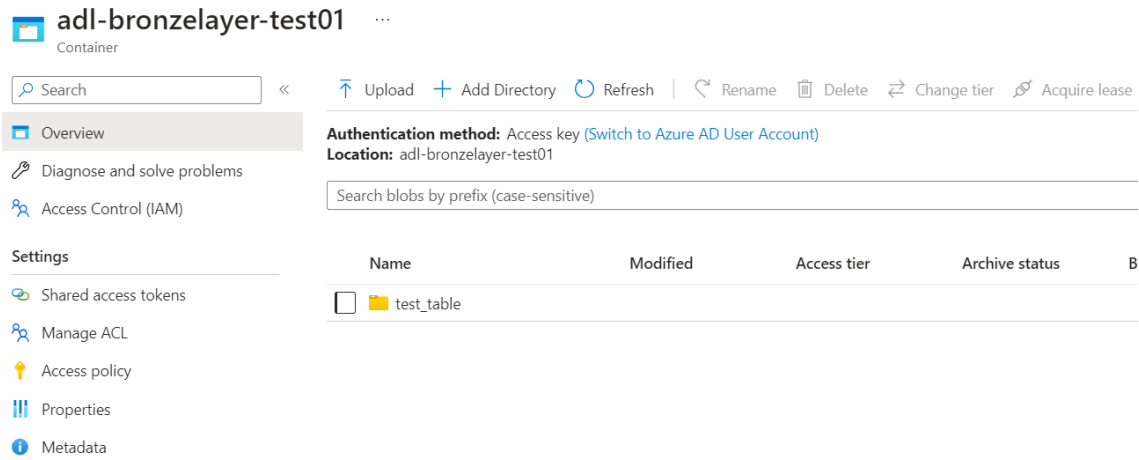 adl-bronzelayer-test01 ...
Container
Search «
Overview
Diagnose and solve problems
Access Control (IAM)
Settings
Shared access tokens
Manage ACL
Access policy
Properties
Metadata
Upload Add Directory Refresh Rename Delete Change tier Acquire lease
Authentication method: Access key (Switch to Azure AD User Account)
Location: adl-bronzelayer-test01
Search blobs by prefix (case-sensitive)
Name Modified Access tier Archive status B
test_table